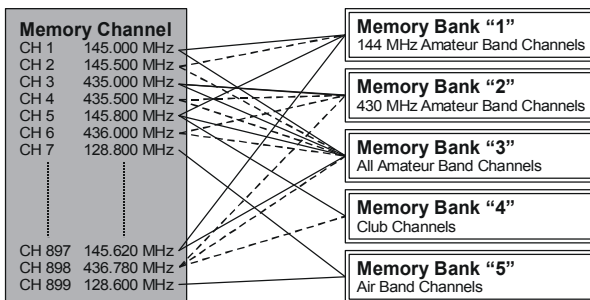 Memory Channel
CH 1 145.000 MHz
CH 2 145.500 MHz
CH 3 435.000 MHz
CH 4 435.500 MHz
CH 5 145.800 MHz
CH 6 436.000 MHz
CH 7 128.800 MHz
CH 897 145.620 MHz
CH 898 436.780 MHz
CH 899 128.600 MHz
Memory Bank “1”
144 MHz Amateur Band Channels
Memory Bank “2”
430 MHz Amateur Band Channels
Memory Bank “3”
All Amateur Band Channels
Memory Bank “4”
Club Channels
Memory Bank “5”
Air Band Channels